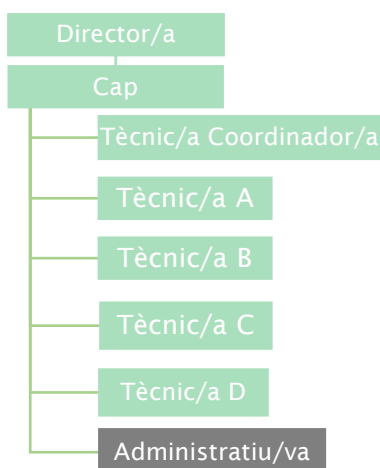 Director/a
Cap
Tècnic/a Coordinador/a
Tècnic/a A
Tècnic/a B
Tècnic/a C
Tècnic/a D
Administratiu/va